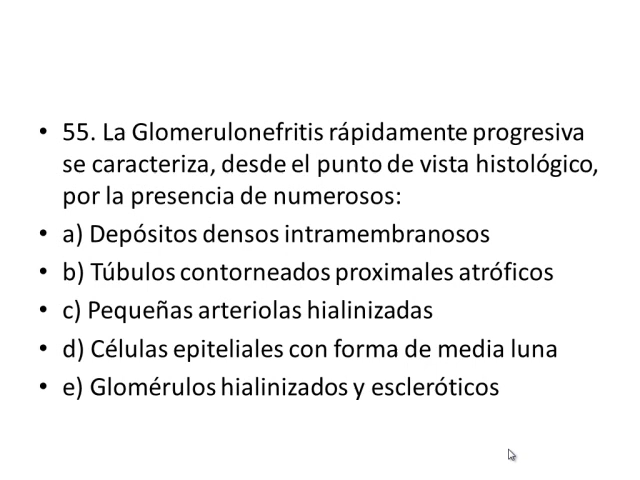 • 55. La Glomerulonefritis rápidamente progresiva
se caracteriza, desde el punto de vista histológico,
por la presencia de numerosos:
• a) Depósitos densos intramembranosos
• b) Túbulos contorneados proximales atróficos
• c) Pequeñas arteriolas hialinizadas
• d) Células epiteliales con forma de media luna
• e) Glomérulos hialinizados y escleróticos